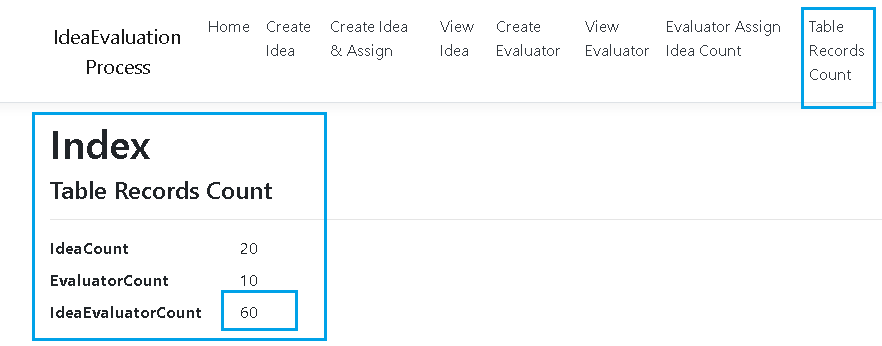 IdeaEvaluation
Process
Home
Create
Idea
Create Idea
& Assign
View
Idea
Create
Evaluator
View
Evaluator
Evaluator Assign
Idea Count
Table
Records
Count
Index
Table Records Count
IdeaCount 20
EvaluatorCount 10
IdeaEvaluatorCount 60